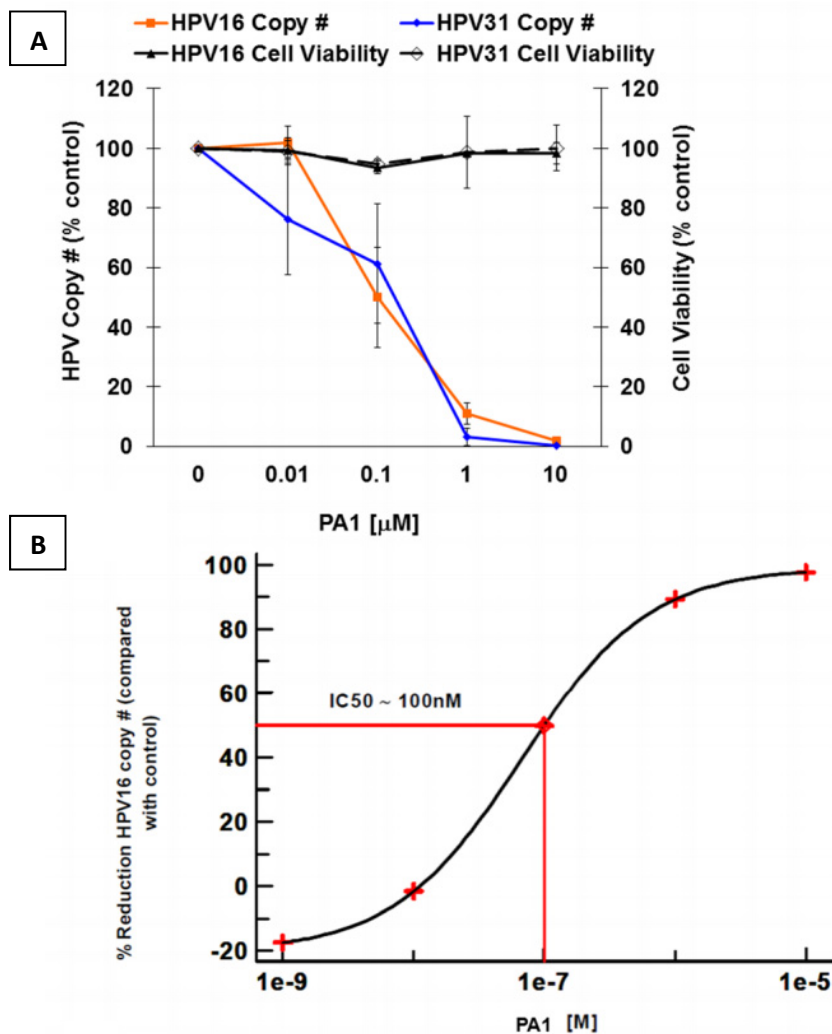 A
HPV16 Copy # HPV31 Copy #
HPV16 Cell Viability HPV31 Cell Viability
HPV Copy # (% control)
120 120
100 100
80 80
60 60
40 40
20 20
0 0
Cell Viability (% control)
0 0.01 0.1 1 10
PA1 [μM]
B
% Reduction HPV16 copy # (compared
with control)
100
80
60
IC50 ~ 100nM
40
20
0
-20
1e-9 1e-7 1e-5
PA1 [M]